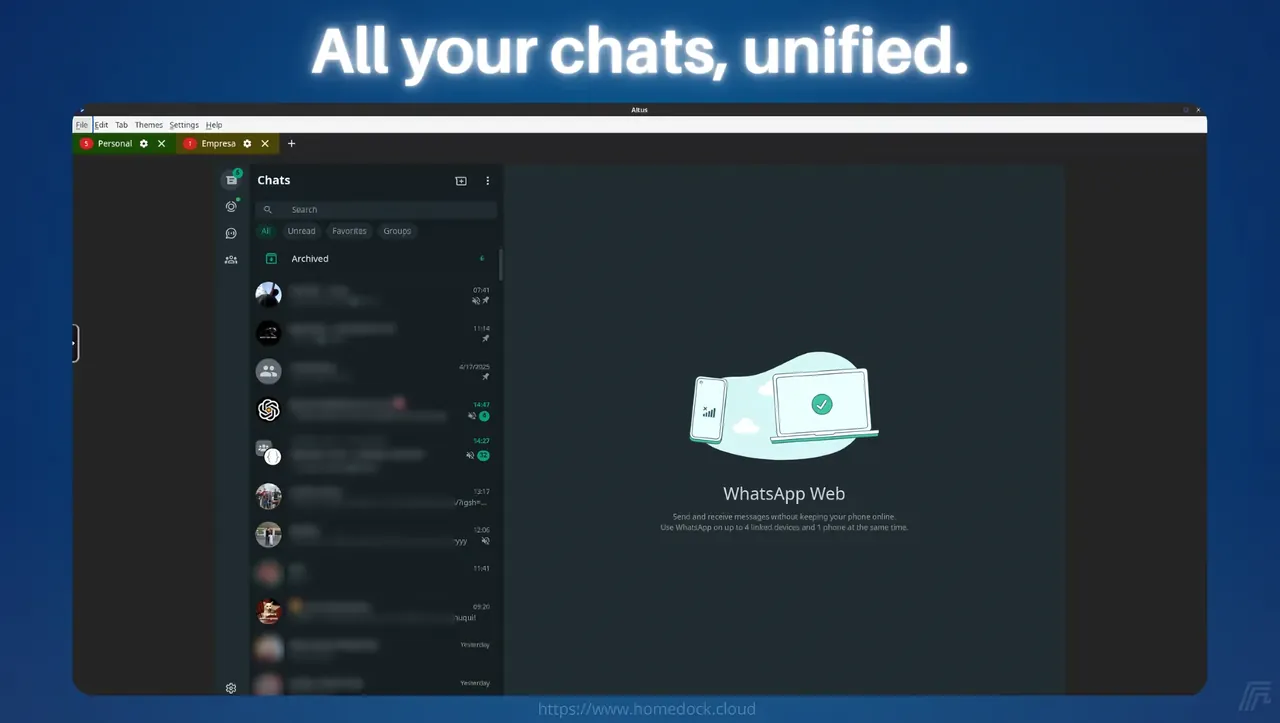 All your chats, unified.
Altus
File Edit Tab Themes Settings Help
5 Personal 1 Empresa +
Chats
Search
All Unread Favorites Groups
Archived 6
07:41
11:14
4/17/2025
14:47
14:27
13:17
/?igsh=...
12:06
yyy
11:41
09:20
Yesterday
Yesterday
WhatsApp Web
Send and receive messages without keeping your phone online.
Use WhatsApp on up to 4 linked devices and 1 phone at the same time.
https://www.homedock.cloud